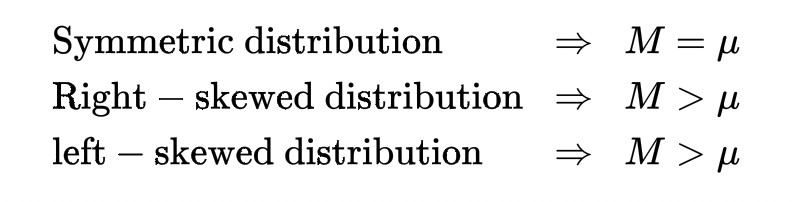 Symmetric distribution ⇒ M = μ
Right − skewed distribution ⇒ M > μ
left − skewed distribution ⇒ M > μ